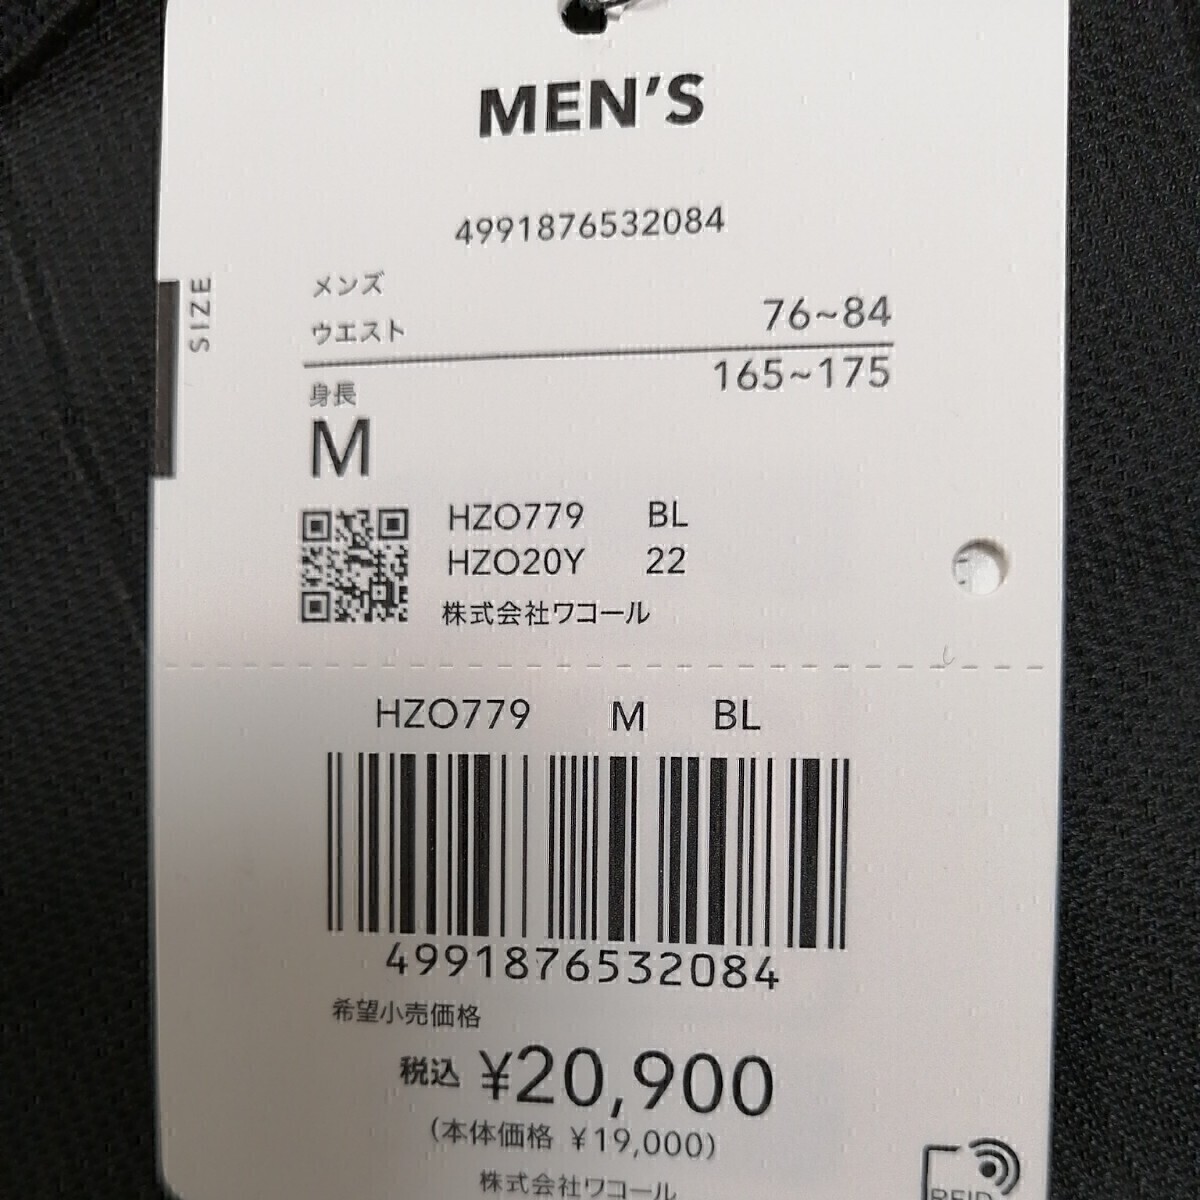 MEN'S
4991876532084
SIZE
メンズ
ウエスト 76~84
身長 165~175
M
HZO779 BL
HZO20Y 22
株式会社ワコール
HZO779 M BL
4991876532084
希望小売価格
税込 ¥20,900
(本体価格 ¥19,000)
株式会社ワコール
RFID